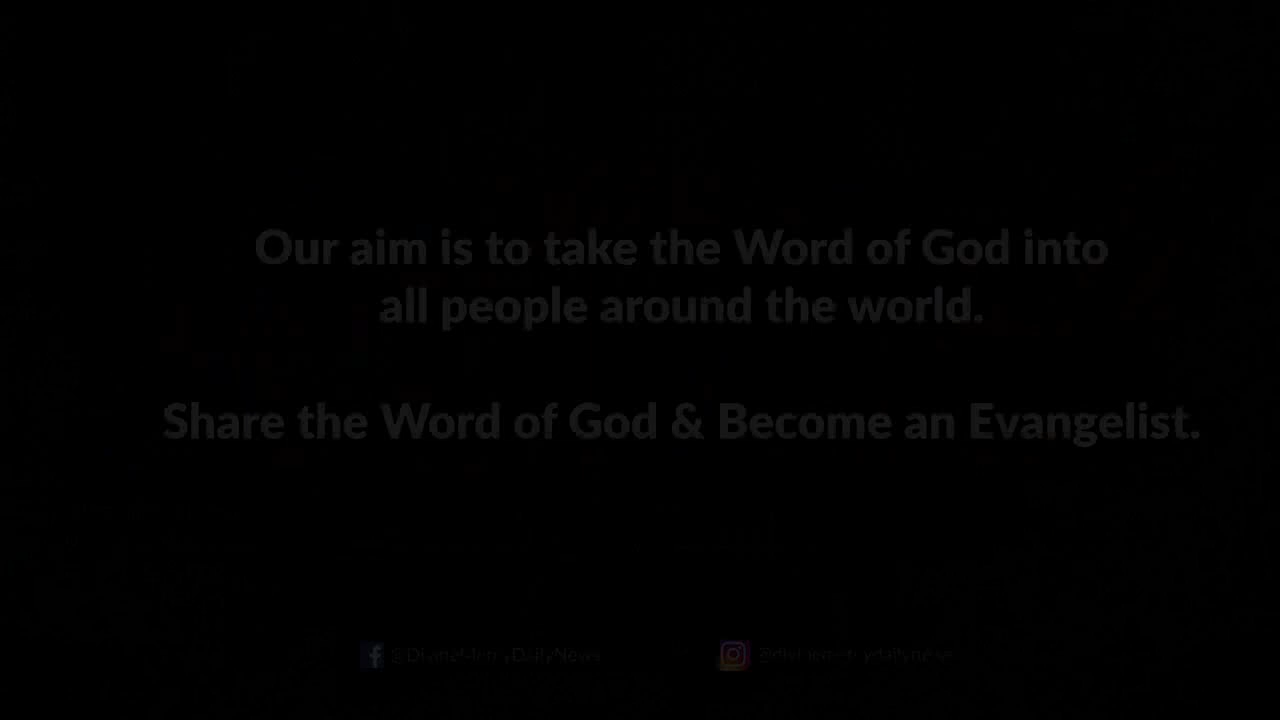 Our aim is to take the Word of God into
all people around the world.
Share the Word of God & Become an Evangelist.